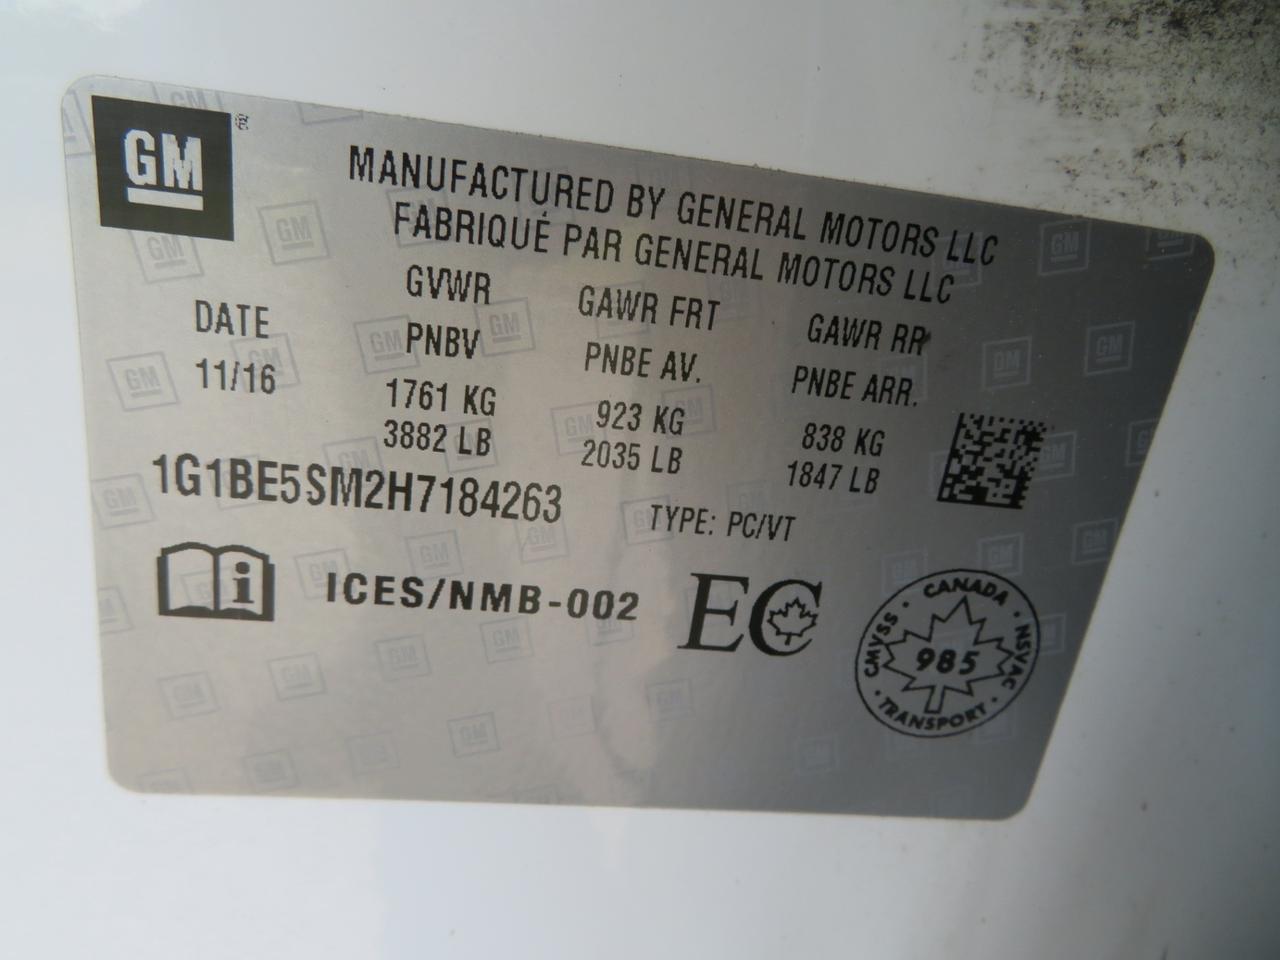 GM ®
MANUFACTURED BY GENERAL MOTORS LLC
FABRIQUÉ PAR GENERAL MOTORS LLC
DATE GVWR GAWR FRT GAWR RR
PNBV PNBE AV. PNBE ARR.
11/16 1761 KG 923 KG 838 KG
3882 LB 2035 LB 1847 LB
1G1BE5SM2H7184263 TYPE: PC/VT
i ICES/NMB-002 EC
CANADA
CMVSS 985 NSVAC
TRANSPORT